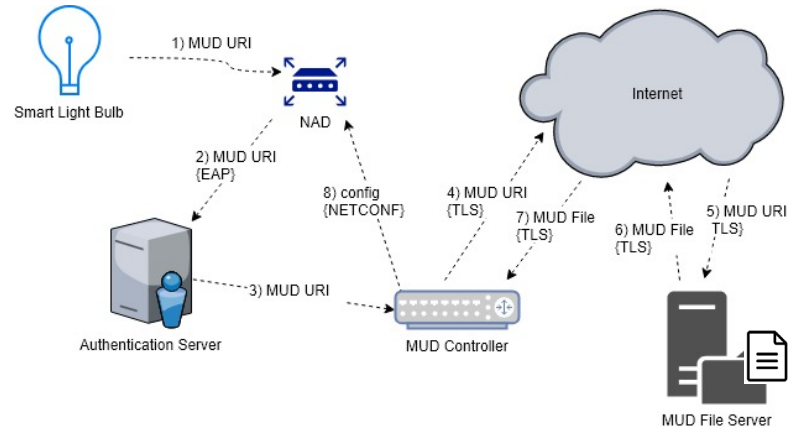 1) MUD URI
Smart Light Bulb
NAD
Internet
2) MUD URI
{EAP}
8) config
{NETCONF}
4) MUD URI
{TLS}
7) MUD File
{TLS}
6) MUD File
{TLS}
5) MUD URI
TLS}
3) MUD URI
Authentication Server
MUD Controller
MUD File Server